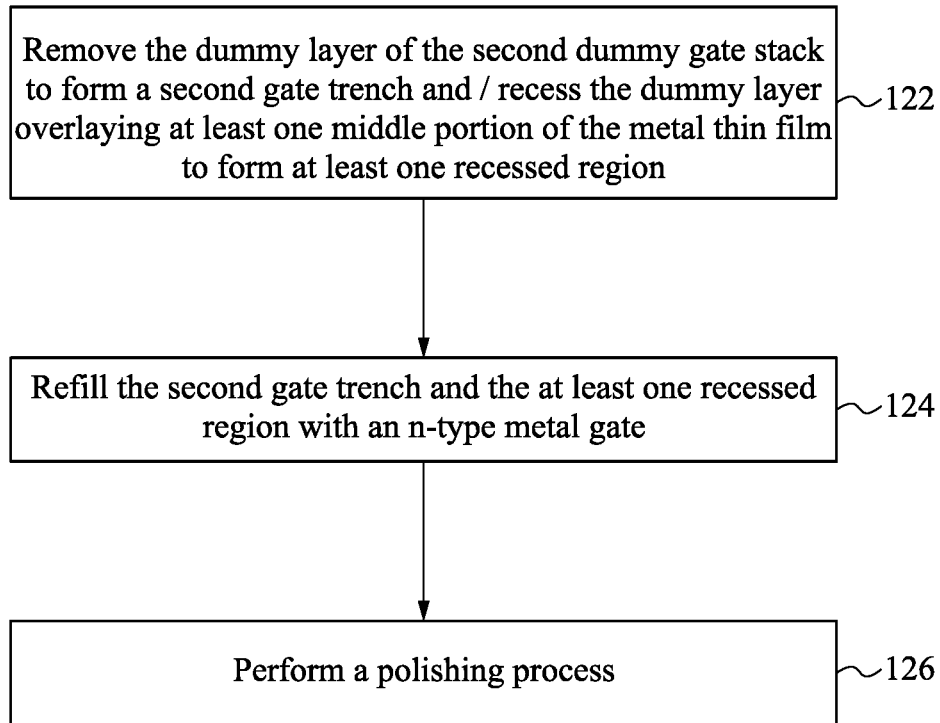 Remove the dummy layer of the second dummy gate stack
to form a second gate trench and / recess the dummy layer
overlaying at least one middle portion of the metal thin film
to form at least one recessed region
122
Refill the second gate trench and the at least one recessed
region with an n-type metal gate
124
Perform a polishing process
126